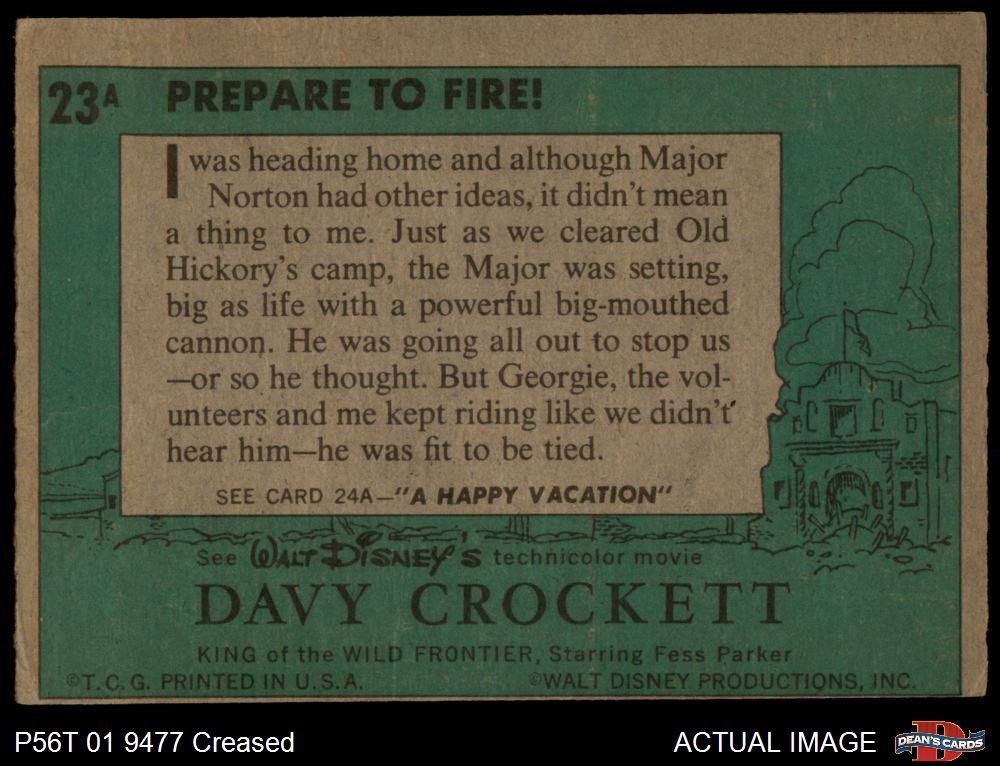 23A PREPARE TO FIRE!
I was heading home and although Major
Norton had other ideas, it didn't mean
a thing to me. Just as we cleared Old
Hickory's camp, the Major was setting,
big as life with a powerful big-mouthed
cannon. He was going all out to stop us
—or so he thought. But Georgie, the vol-
unteers and me kept riding like we didn't
hear him—he was fit to be tied.
SEE CARD 24A—"A HAPPY VACATION"
See WALT DISNEY'S technicolor movie
DAVY CROCKETT
KING of the WILD FRONTIER, Starring Fess Parker
©T.C.G. PRINTED IN U.S.A. ©WALT DISNEY PRODUCTIONS, INC.
P56T 01 9477 Creased ACTUAL IMAGE DEAN'S CARDS